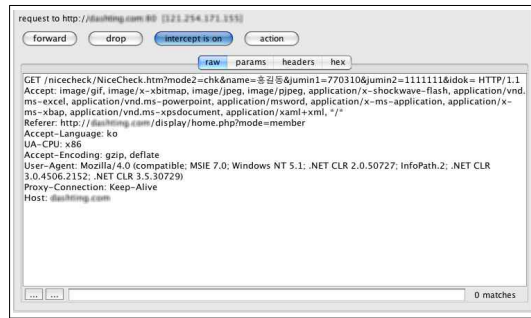 request to http://
forward drop intercept is on action
raw params headers hex
GET /nicecheck/NiceCheck.htm?mode2=chk&name=홍길동&jumin1=770310&jumin2=1111111&idok= HTTP/1.1
Accept: image/gif, image/x-xbitmap, image/jpeg, image/pjpeg, application/x-shockwave-flash, application/vnd.
ms-excel, application/vnd.ms-powerpoint, application/msword, application/x-ms-application, application/x-
ms-xbap, application/vnd.ms-xpsdocument, application/xaml+xml, */*
Referer: http:// /display/home.php?mode=member
Accept-Language: ko
UA-CPU: x86
Accept-Encoding: gzip, deflate
User-Agent: Mozilla/4.0 (compatible; MSIE 7.0; Windows NT 5.1; .NET CLR 2.0.50727; InfoPath.2; .NET CLR
3.0.4506.2152; .NET CLR 3.5.30729)
Proxy-Connection: Keep-Alive
Host:
... ... 0 matches